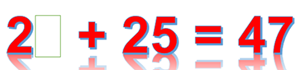 2□ + 25 = 47